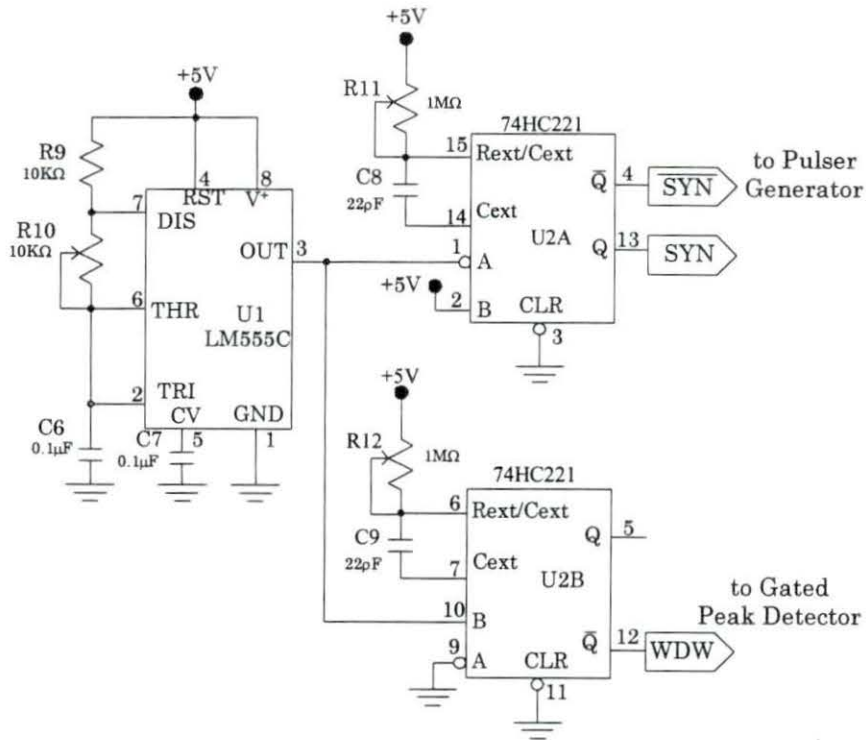 +5V
R9
10KΩ
R10
10KΩ
7
DIS
4
RST
8
V⁺
OUT
3
6
THR
U1
LM555C
2
TRI
CV
GND
C6
0.1μF
C7
0.1μF
5
1
+5V
R11
1MΩ
C8
22pF
74HC221
15
Rext/Cext
14
Cext
1
A
+5V
2
B
U2A
CLR
3
Q̅
4
S̅Y̅N̅
Q
13
SYN
to Pulser
Generator
+5V
R12
1MΩ
C9
22pF
74HC221
6
Rext/Cext
7
Cext
10
B
9
A
U2B
CLR
11
Q
5
Q̅
12
W̅D̅W̅
to Gated
Peak Detector